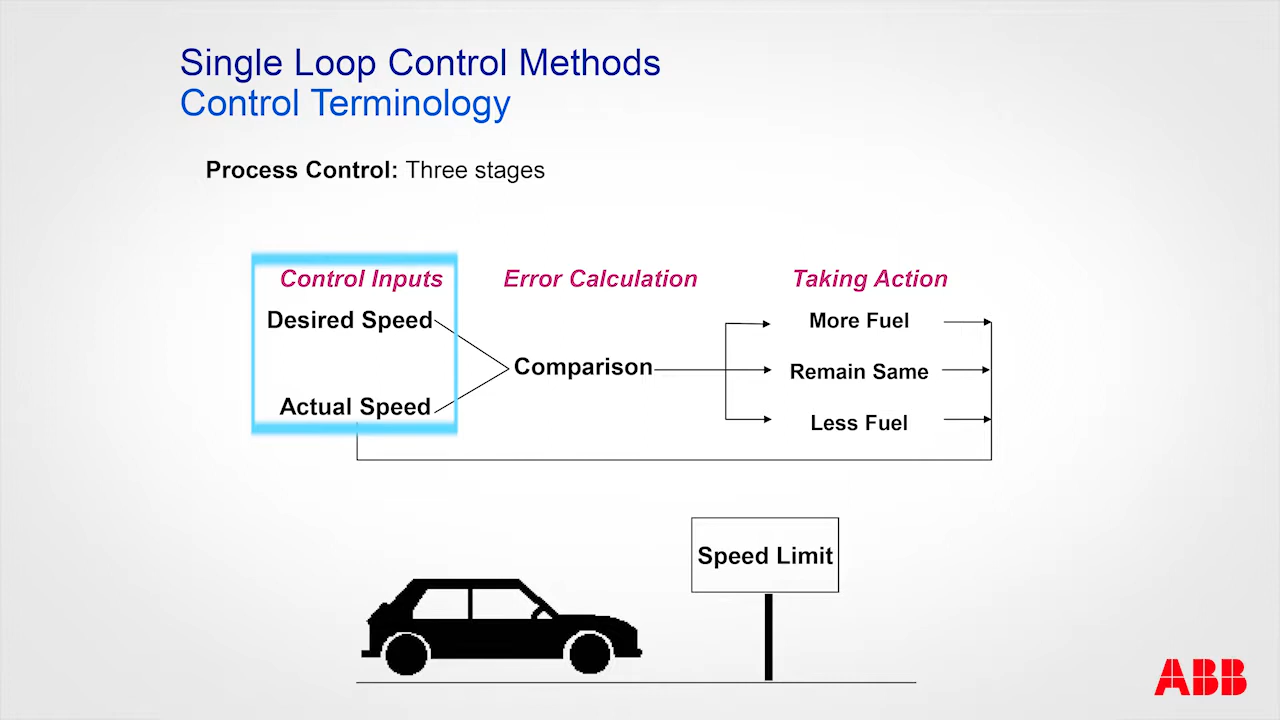 Single Loop Control Methods
Control Terminology
Process Control: Three stages
Control Inputs
Error Calculation
Taking Action
Desired Speed
More Fuel
Comparison
Remain Same
Actual Speed
Less Fuel
Speed Limit
ABB